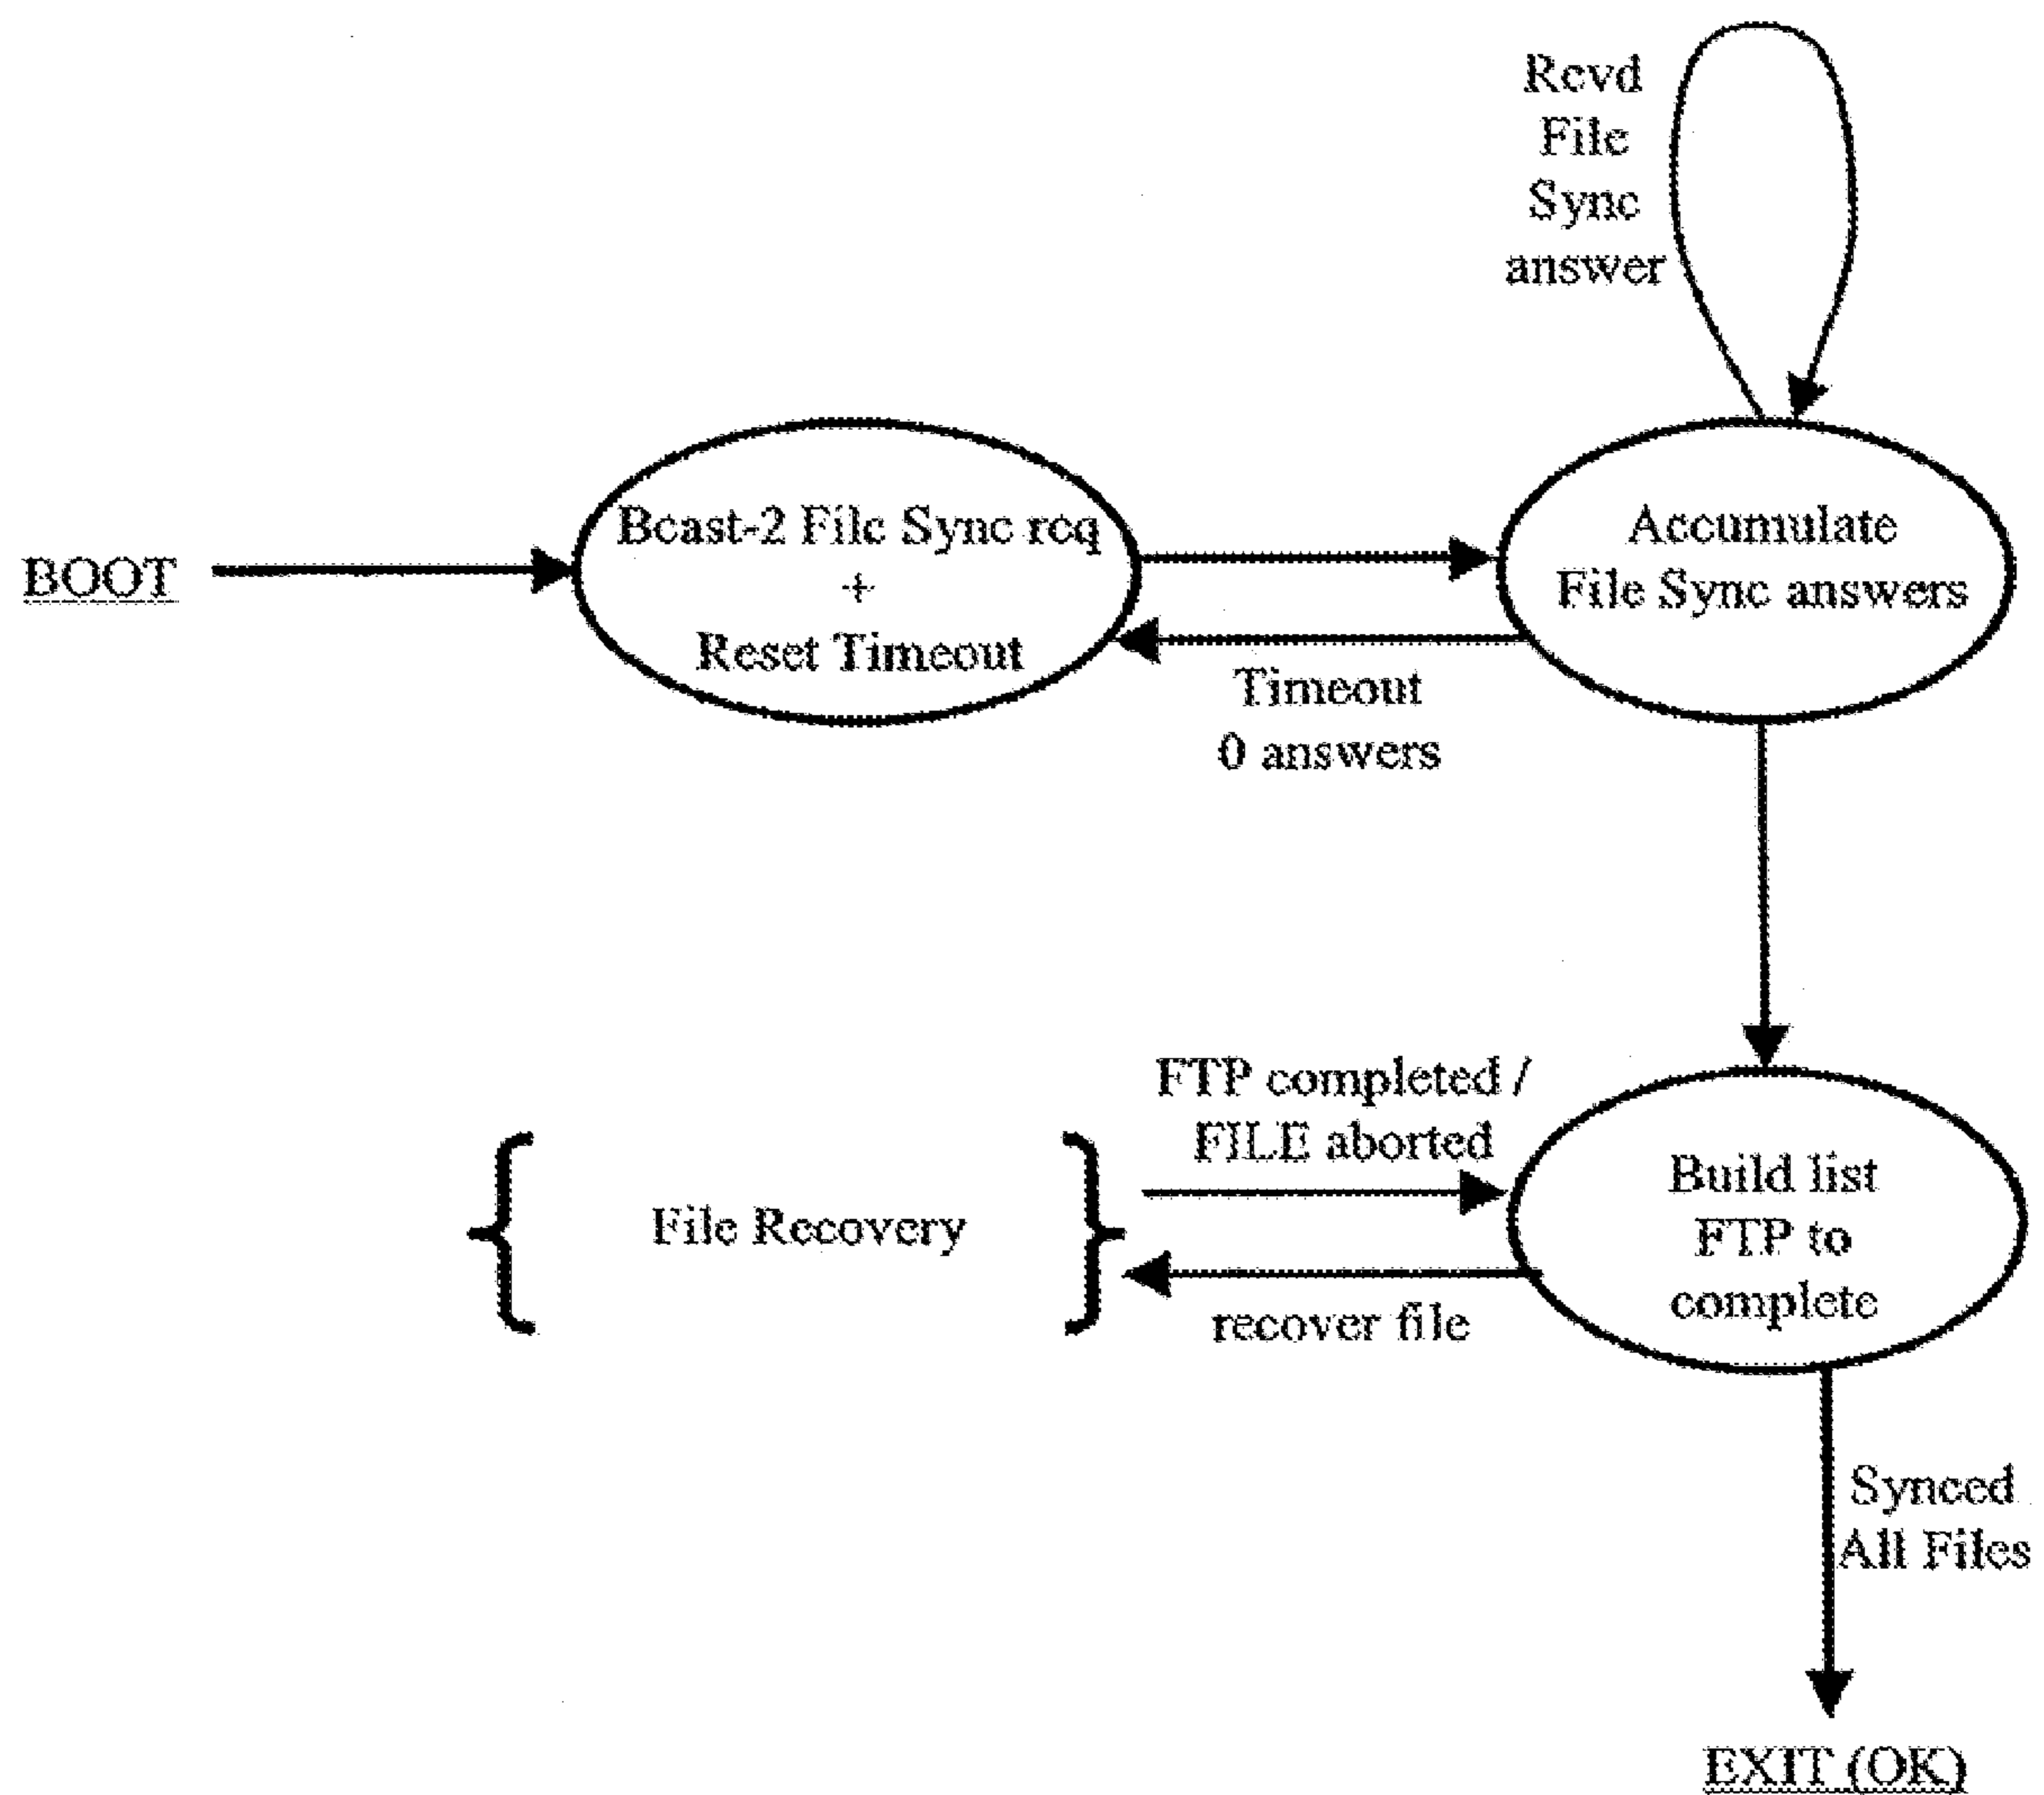 Rcvd
File
Sync
answer
Bcast-2 File Sync req
+
Reset Timeout
Accumulate
File Sync answers
BOOT
Timeout
0 answers
FTP completed /
FILE aborted
Build list
FTP to
complete
File Recovery
recover file
Synced
All Files
EXIT (OK)